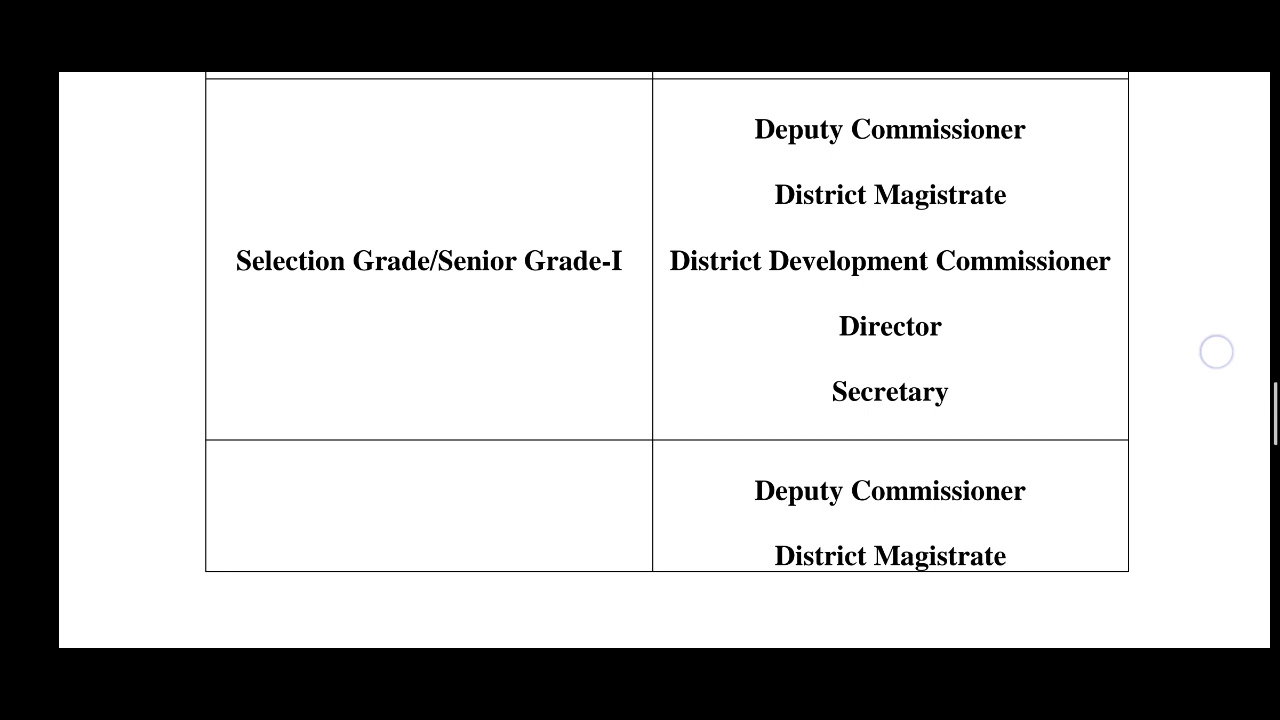 Deputy Commissioner
District Magistrate
Selection Grade/Senior Grade-I
District Development Commissioner
Director
Secretary
Deputy Commissioner
District Magistrate